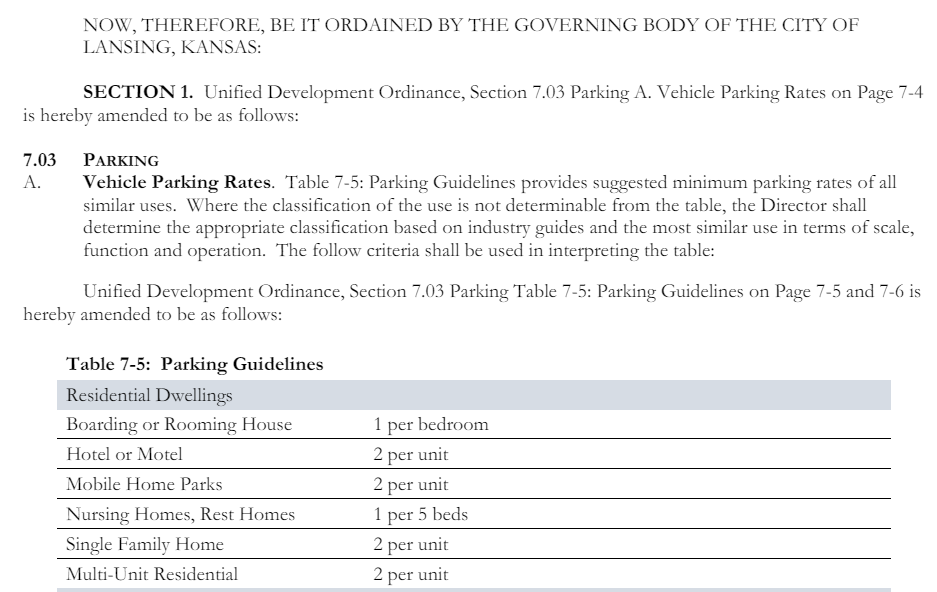 NOW, THEREFORE, BE IT ORDAINED BY THE GOVERNING BODY OF THE CITY OF
LANSING, KANSAS:
SECTION 1. Unified Development Ordinance, Section 7.03 Parking A. Vehicle Parking Rates on Page 7-4
is hereby amended to be as follows:
7.03 PARKING
A. Vehicle Parking Rates. Table 7-5: Parking Guidelines provides suggested minimum parking rates of all
similar uses. Where the classification of the use is not determinable from the table, the Director shall
determine the appropriate classification based on industry guides and the most similar use in terms of scale,
function and operation. The follow criteria shall be used in interpreting the table:
Unified Development Ordinance, Section 7.03 Parking Table 7-5: Parking Guidelines on Page 7-5 and 7-6 is
hereby amended to be as follows:
Table 7-5: Parking Guidelines
Residential Dwellings
Boarding or Rooming House 1 per bedroom
Hotel or Motel 2 per unit
Mobile Home Parks 2 per unit
Nursing Homes, Rest Homes 1 per 5 beds
Single Family Home 2 per unit
Multi-Unit Residential 2 per unit